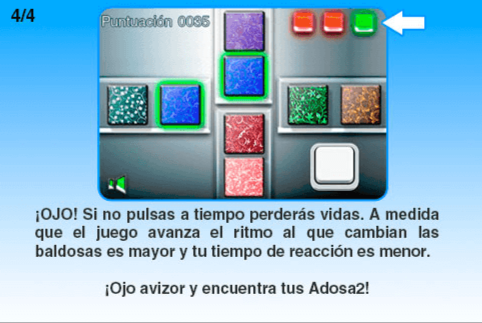 4/4
Puntuación 0035
¡OJO! Si no pulsas a tiempo perderás vidas. A medida
que el juego avanza el ritmo al que cambian las
baldosas es mayor y tu tiempo de reacción es menor.
¡Ojo avizor y encuentra tus Adosa2!